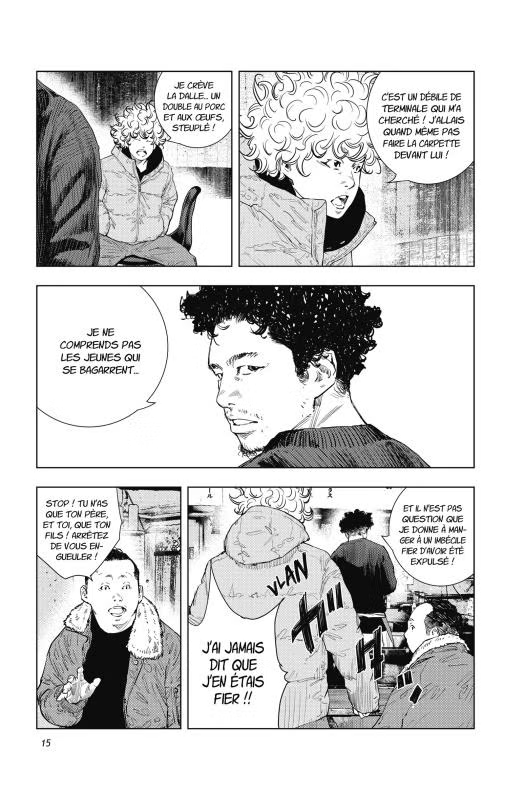 JE CRÈVE
LA DALLE... UN
DOUBLE AU PORC
ET AUX ŒUFS,
STEUPLÉ !
C'EST UN DÉBILE DE
TERMINALE QUI M'A
CHERCHÉ ! J'ALLAIS
QUAND MÊME PAS
FAIRE LA CARPETTE
DEVANT LUI !
JE NE
COMPRENDS PAS
LES JEUNES QUI
SE BAGARRENT...
STOP ! TU N'AS
QUE TON PÈRE,
ET TOI, QUE TON
FILS ! ARRÊTEZ
DE VOUS EN-
GUEULER !
ET IL N'EST PAS
QUESTION QUE
JE DONNE À MAN-
GER À UN IMBÉCILE
FIER D'AVOIR ÉTÉ
EXPULSÉ !
VLAN
ガガッ
J'AI JAMAIS
DIT QUE
J'EN ÉTAIS
FIER !!
15